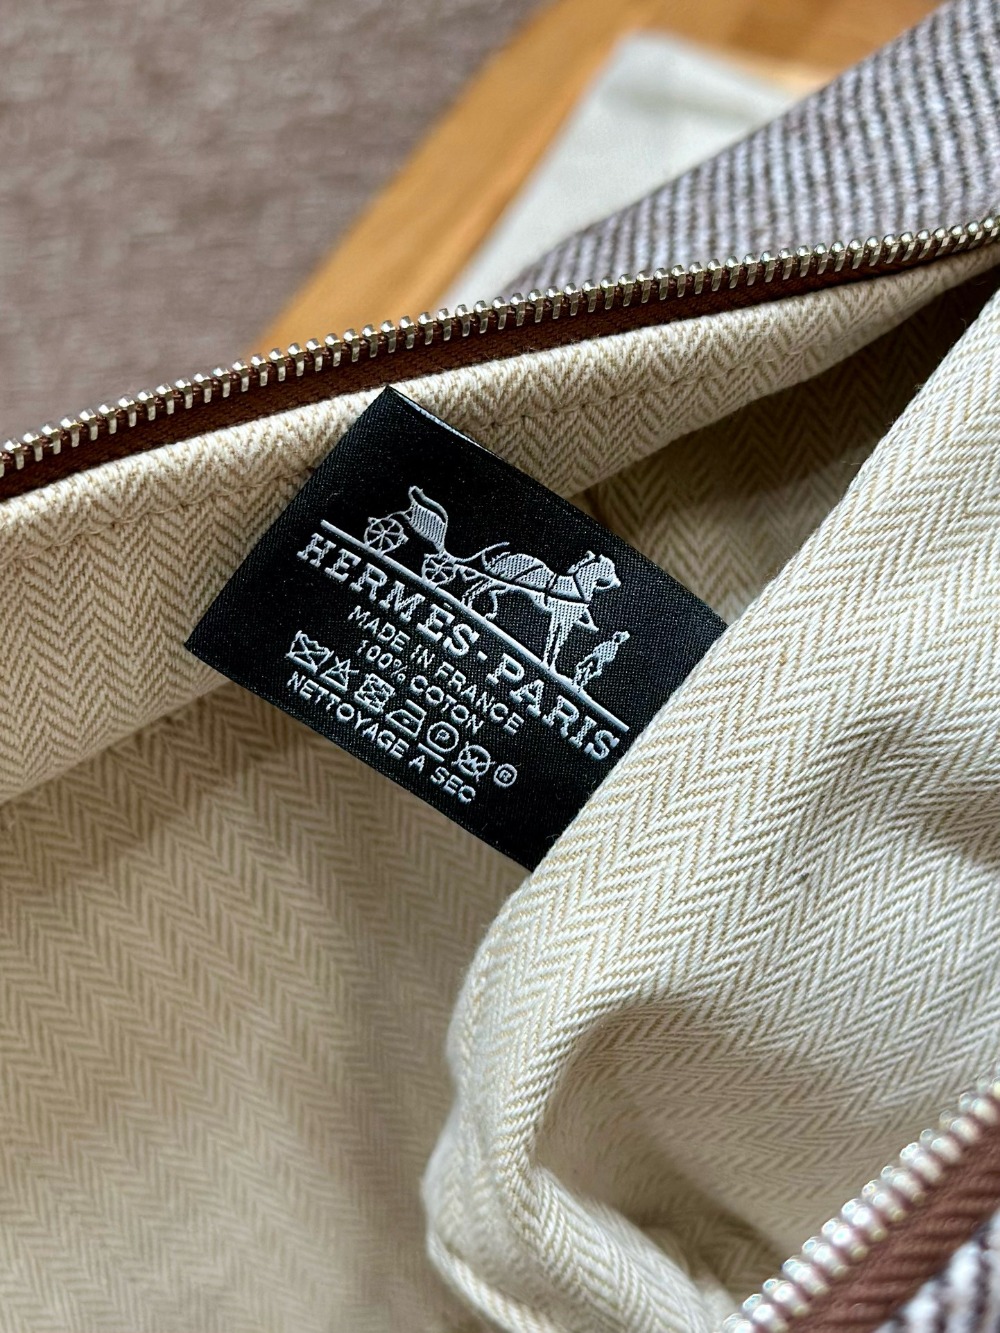 HERMES-PARIS
MADE IN FRANCE
100% COTON
P ®
NETTOYAGE A SEC